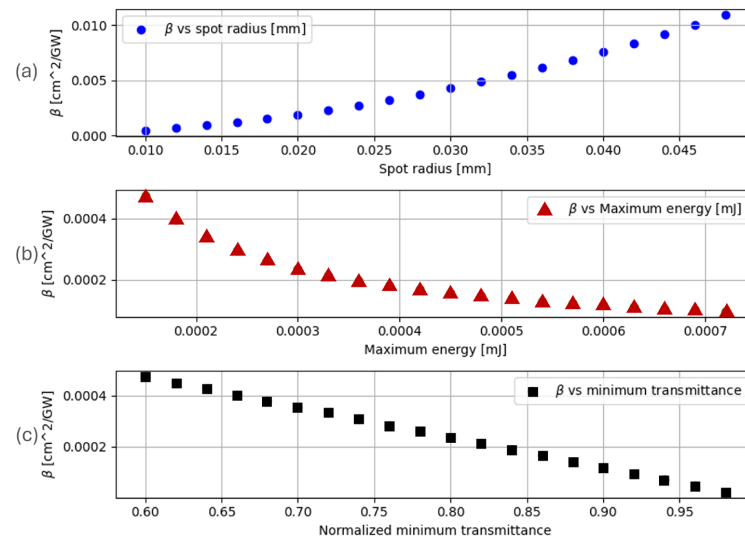 (a)
β [cm^2/GW]
0.010
0.005
0.000
β vs spot radius [mm]
0.010 0.015 0.020 0.025 0.030 0.035 0.040 0.045
Spot radius [mm]
(b)
β [cm^2/GW]
0.0004
0.0002
β vs Maximum energy [mJ]
0.0002 0.0003 0.0004 0.0005 0.0006 0.0007
Maximum energy [mJ]
(c)
β [cm^2/GW]
0.0004
0.0002
β vs minimum transmittance
0.60 0.65 0.70 0.75 0.80 0.85 0.90 0.95
Normalized minimum transmittance